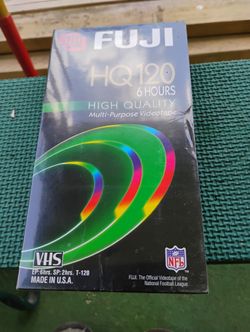 FUJI
HQ 120
6 HOURS
HIGH QUALITY
Multi-Purpose Videotape
VHS
EP: 6hrs. SP: 2hrs. T-120
MADE IN U.S.A.
NFL
FUJI. The Official Videotape of the
National Football League.